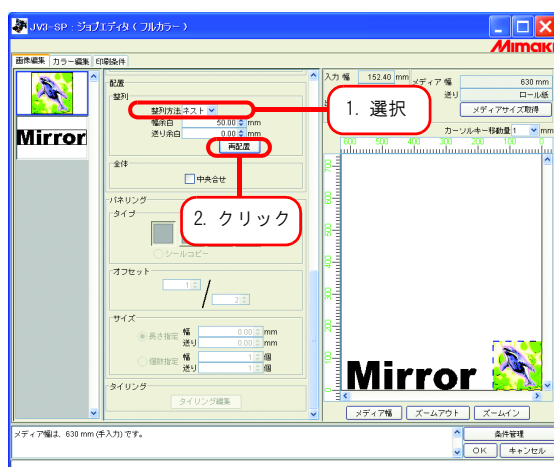 JV3-SP : ジョブエディタ ( フルカラー )
Mimaki
画像編集 カラー編集 印刷条件
Mirror
配置
整列
整列方法 ネスト
幅余白 50.00 mm
送り余白 0.00 mm
再配置
全体
中央合せ
パネリング
タイプ
シールコピー
オフセット
1
/
2
サイズ
長さ指定 幅 0.00 mm
送り 0.00 mm
個数指定 幅 1 個
送り 1 個
タイリング
タイリング編集
1. 選択
2. クリック
入力 幅 152.40 mm
メディア 幅 630 mm
送り ロール紙
メディアサイズ取得
カーソルキー移動量 1 mm
600 500 400 300 200 100 0
Mirror
メディア幅 ズームアウト ズームイン
メディア幅は、630 mm (手入力) です。
条件管理
OK キャンセル